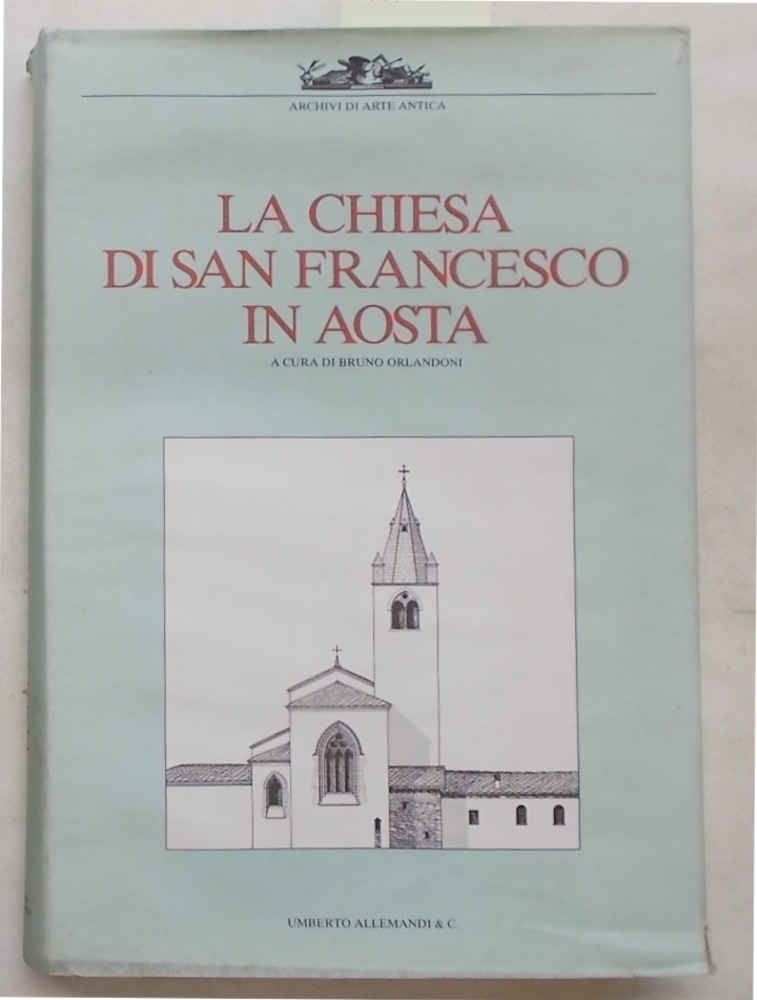 ARCHIVI DI ARTE ANTICA
LA CHIESA
DI SAN FRANCESCO
IN AOSTA
A CURA DI BRUNO ORLANDONI
UMBERTO ALLEMANDI & C.